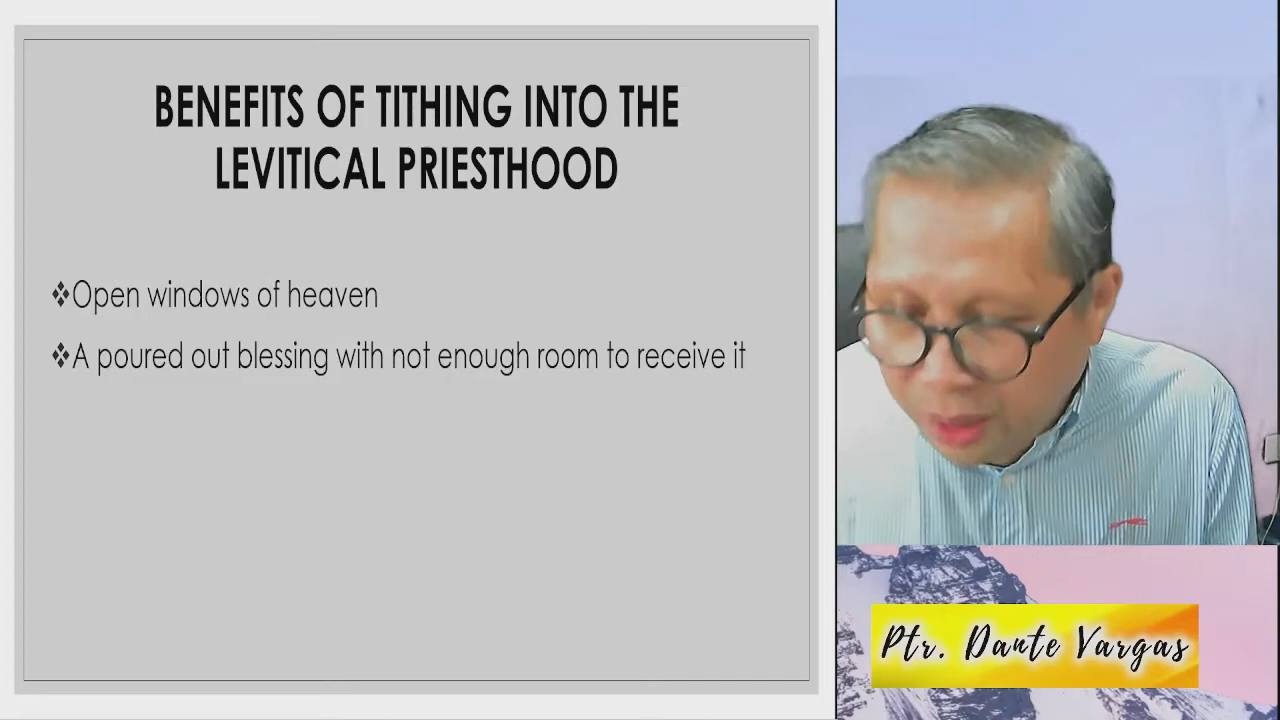 BENEFITS OF TITHING INTO THE
LEVITICAL PRIESTHOOD
❖Open windows of heaven
❖A poured out blessing with not enough room to receive it
Ptr. Dante Vargas